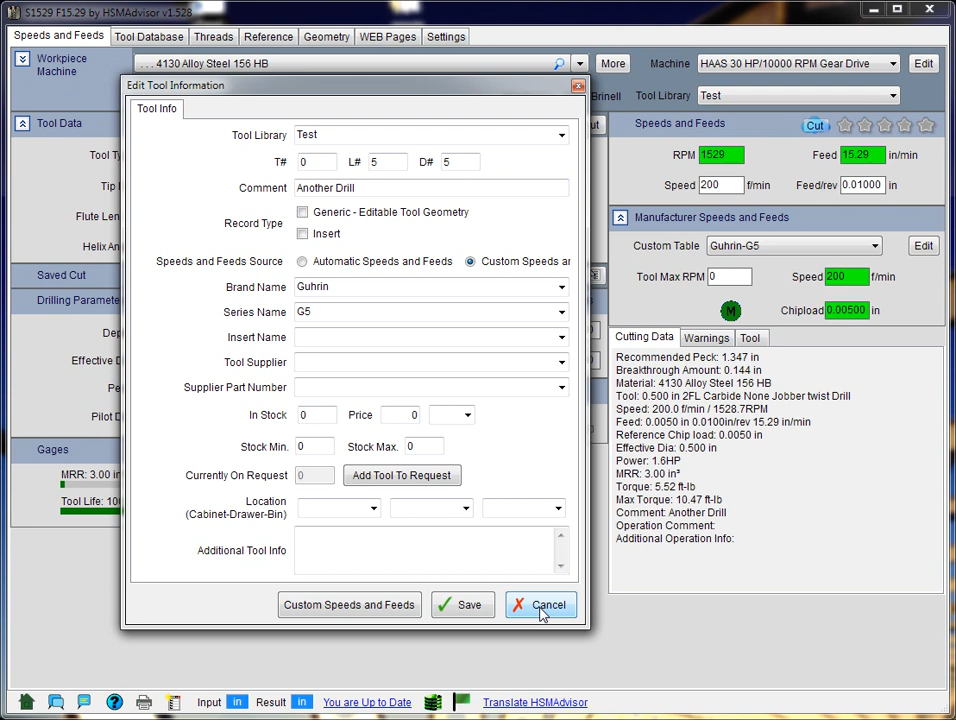 S1529 F15.29 by HSMAdvisor v1.528
Speeds and Feeds Tool Database Threads Reference Geometry WEB Pages Settings
Workpiece
Machine
... 4130 Alloy Steel 156 HB More Machine HAAS 30 HP/10000 RPM Gear Drive Edit
Brinell Tool Library Test
Tool Data
Tip
Flute Len
Helix An
Saved Cut
Drilling Paramete
Effective D
Pilot D
Gages
MRR: 3.00 in
Tool Life: 10
Edit Tool Information
Tool Info
Tool Library Test
T# 0 L# 5 D# 5
Comment Another Drill
Record Type
Generic - Editable Tool Geometry
Insert
Speeds and Feeds Source Automatic Speeds and Feeds Custom Speeds ar
Brand Name Guhrin
Series Name G5
Insert Name
Tool Supplier
Supplier Part Number
In Stock 0 Price 0
Stock Min. 0 Stock Max. 0
Currently On Request 0 Add Tool To Request
Location
(Cabinet-Drawer-Bin)
Additional Tool Info
Custom Speeds and Feeds Save Cancel
Speeds and Feeds Cut
RPM 1529 Feed 15.29 in/min
Speed 200 f/min Feed/rev 0.01000 in
Manufacturer Speeds and Feeds
Custom Table Guhrin-G5 Edit
Tool Max RPM 0 Speed 200 f/min
M Chipload 0.00500 in
Cutting Data Warnings Tool
Recommended Peck: 1.347 in
Breakthrough Amount: 0.144 in
Material: 4130 Alloy Steel 156 HB
Tool: 0.500 in 2FL Carbide None Jobber twist Drill
Speed: 200.0 f/min / 1528.7RPM
Feed: 0.0050 in 0.0100in/rev 15.29 in/min
Reference Chip load: 0.0050 in
Effective Dia: 0.500 in
Power: 1.6HP
MRR: 3.00 in³
Torque: 5.52 ft-lb
Max Torque: 10.47 ft-lb
Comment: Another Drill
Operation Comment:
Additional Operation Info:
Input in Result in You are Up to Date Translate HSMAdvisor